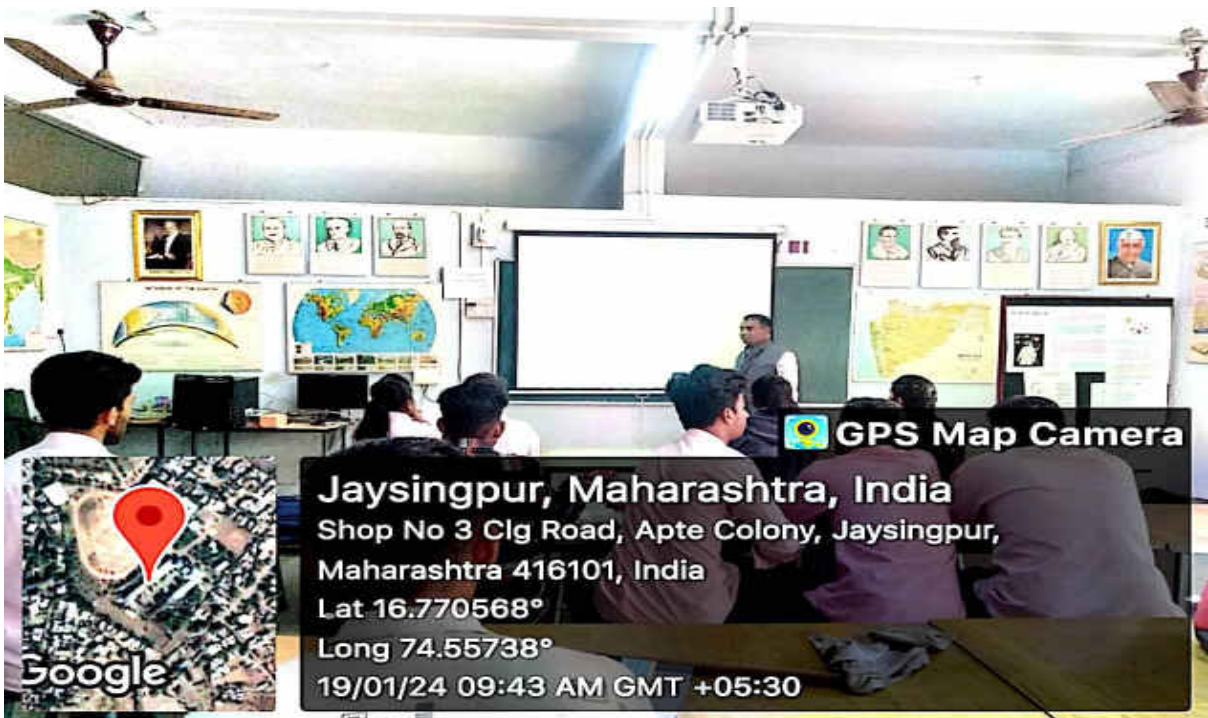 GPS Map Camera
Jaysingpur, Maharashtra, India
Shop No 3 Clg Road, Apte Colony, Jaysingpur,
Maharashtra 416101, India
Lat 16.770568°
Long 74.55738°
19/01/24 09:43 AM GMT +05:30
Google